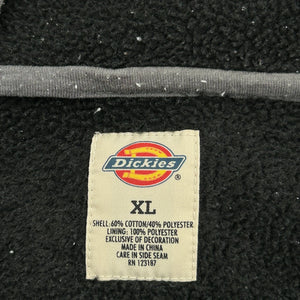 Dickies
®
XL
SHELL: 60% COTTON/40% POLYESTER
LINING: 100% POLYESTER
EXCLUSIVE OF DECORATION
MADE IN CHINA
CARE IN SIDE SEAM
RN 123187